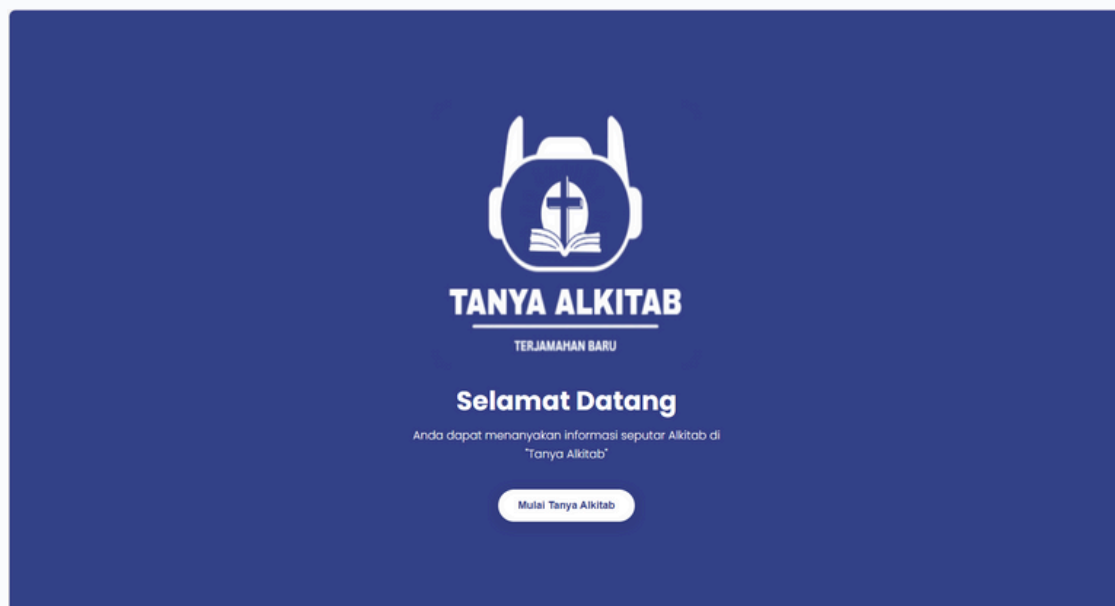 TANYA ALKITAB
TERJAMAHAN BARU
Selamat Datang
Anda dapat menanyakan informasi seputar Alkitab di
"Tanya Alkitab"
Mulai Tanya Alkitab